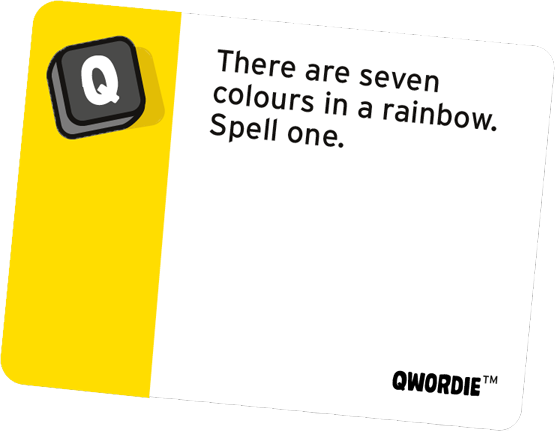 Q
There are seven
colours in a rainbow.
Spell one.
QWORDIE™